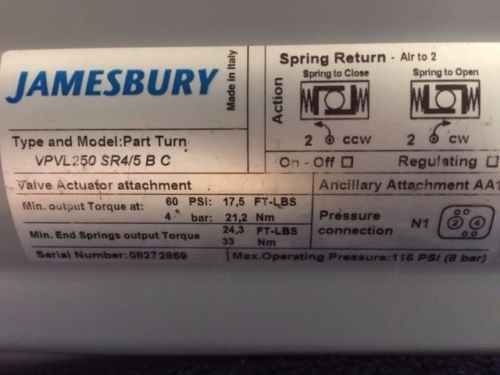 JAMESBURY
Made in Italy
Type and Model:Part Turn
VPVL250 SR4/5 B C
Action
Spring Return - Air to 2
Spring to Close
Spring to Open
2 CCW
2 CW
On - Off
Regulating
Valve Actuator attachment
Min. output Torque at: 60 PSI: 17,5 FT-LBS
4 bar: 21,2 Nm
Min. End Springs output Torque 24,3 FT-LBS
33 Nm
Serial Number: 08272869
Ancillary Attachment AA1
Pressure connection N1 2 4
Max.Operating Pressure:116 PSI (8 bar)